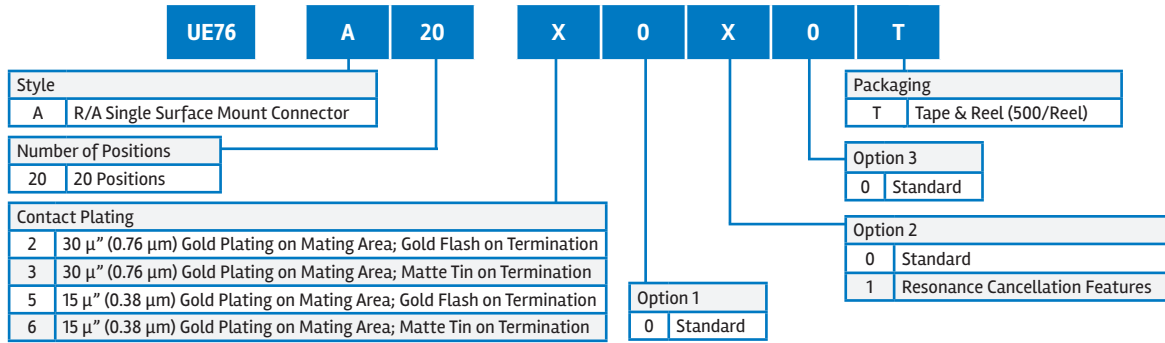 UE76 A 20 X 0 X 0 T
Style
A R/A Single Surface Mount Connector
Number of Positions
20 20 Positions
Contact Plating
2 30 µ” (0.76 µm) Gold Plating on Mating Area; Gold Flash on Termination
3 30 µ” (0.76 µm) Gold Plating on Mating Area; Matte Tin on Termination
5 15 µ” (0.38 µm) Gold Plating on Mating Area; Gold Flash on Termination
6 15 µ” (0.38 µm) Gold Plating on Mating Area; Matte Tin on Termination
Option 1
0 Standard
Packaging
T Tape & Reel (500/Reel)
Option 3
0 Standard
Option 2
0 Standard
1 Resonance Cancellation Features